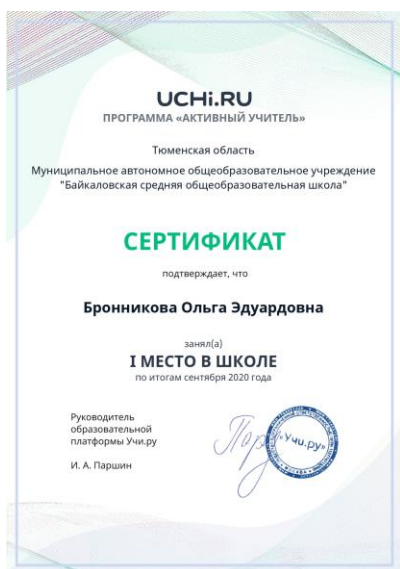 UCHi.RU
ПРОГРАММА «АКТИВНЫЙ УЧИТЕЛЬ»
Тюменская область
Муниципальное автономное общеобразовательное учреждение
"Байкаловская средняя общеобразовательная школа"
СЕРТИФИКАТ
подтверждает, что
Бронникова Ольга Эдуардовна
занял(а)
I МЕСТО В ШКОЛЕ
по итогам сентября 2020 года
Руководитель
образовательной
платформы Учи.ру
И. А. Паршин
«Учи.ру»